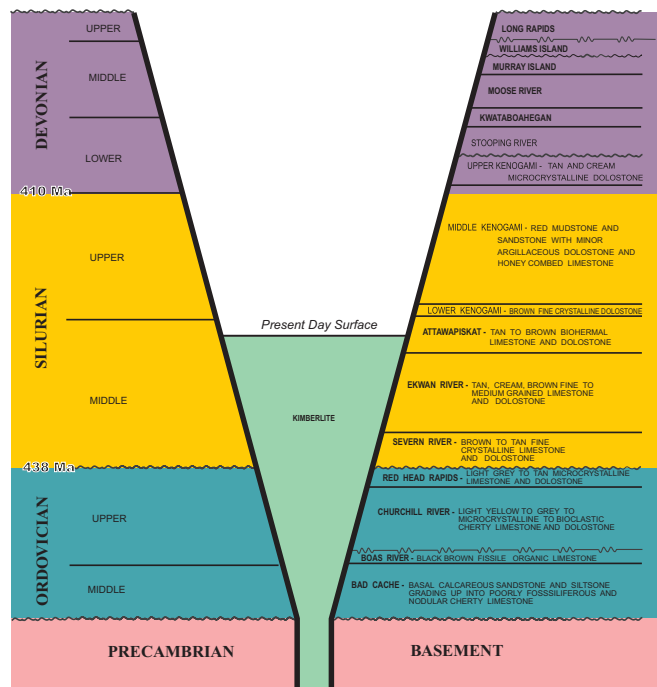 UPPER
MIDDLE
LOWER
DEVONIAN
410 Ma
UPPER
MIDDLE
SILURIAN
438 Ma
UPPER
MIDDLE
ORDOVICIAN
PRECAMBRIAN
Present Day Surface
KIMBERLITE
LONG RAPIDS
WILLIAMS ISLAND
MURRAY ISLAND
MOOSE RIVER
KWATABOAHEGAN
STOOPING RIVER
UPPER KENOGAMI - TAN AND CREAM
MICROCRYSTALLINE DOLOSTONE
MIDDLE KENOGAMI - RED MUDSTONE AND
SANDSTONE WITH MINOR
ARGILLACEOUS DOLOSTONE AND
HONEY COMBED LIMESTONE
LOWER KENOGAMI - BROWN FINE CRYSTALLINE DOLOSTONE
ATTAWAPISKAT - TAN TO BROWN BIOHERMAL
LIMESTONE AND DOLOSTONE
EKWAN RIVER - TAN, CREAM, BROWN FINE TO
MEDIUM GRAINED LIMESTONE
AND DOLOSTONE
SEVERN RIVER - BROWN TO TAN FINE
CRYSTALLINE LIMESTONE
AND DOLOSTONE
RED HEAD RAPIDS - LIGHT GREY TO TAN MICROCRYSTALLINE
LIMESTONE AND DOLOSTONE
CHURCHILL RIVER - LIGHT YELLOW TO GREY TO
MICROCRYSTALLINE TO BIOCLASTIC
CHERTY LIMESTONE AND DOLOSTONE
BOAS RIVER - BLACK BROWN FISSILE ORGANIC LIMESTONE
BAD CACHE - BASAL CALCAREOUS SANDSTONE AND SILTSONE
GRADING UP INTO POORLY FOSSSILIFEROUS AND
NODULAR CHERTY LIMESTONE
BASEMENT